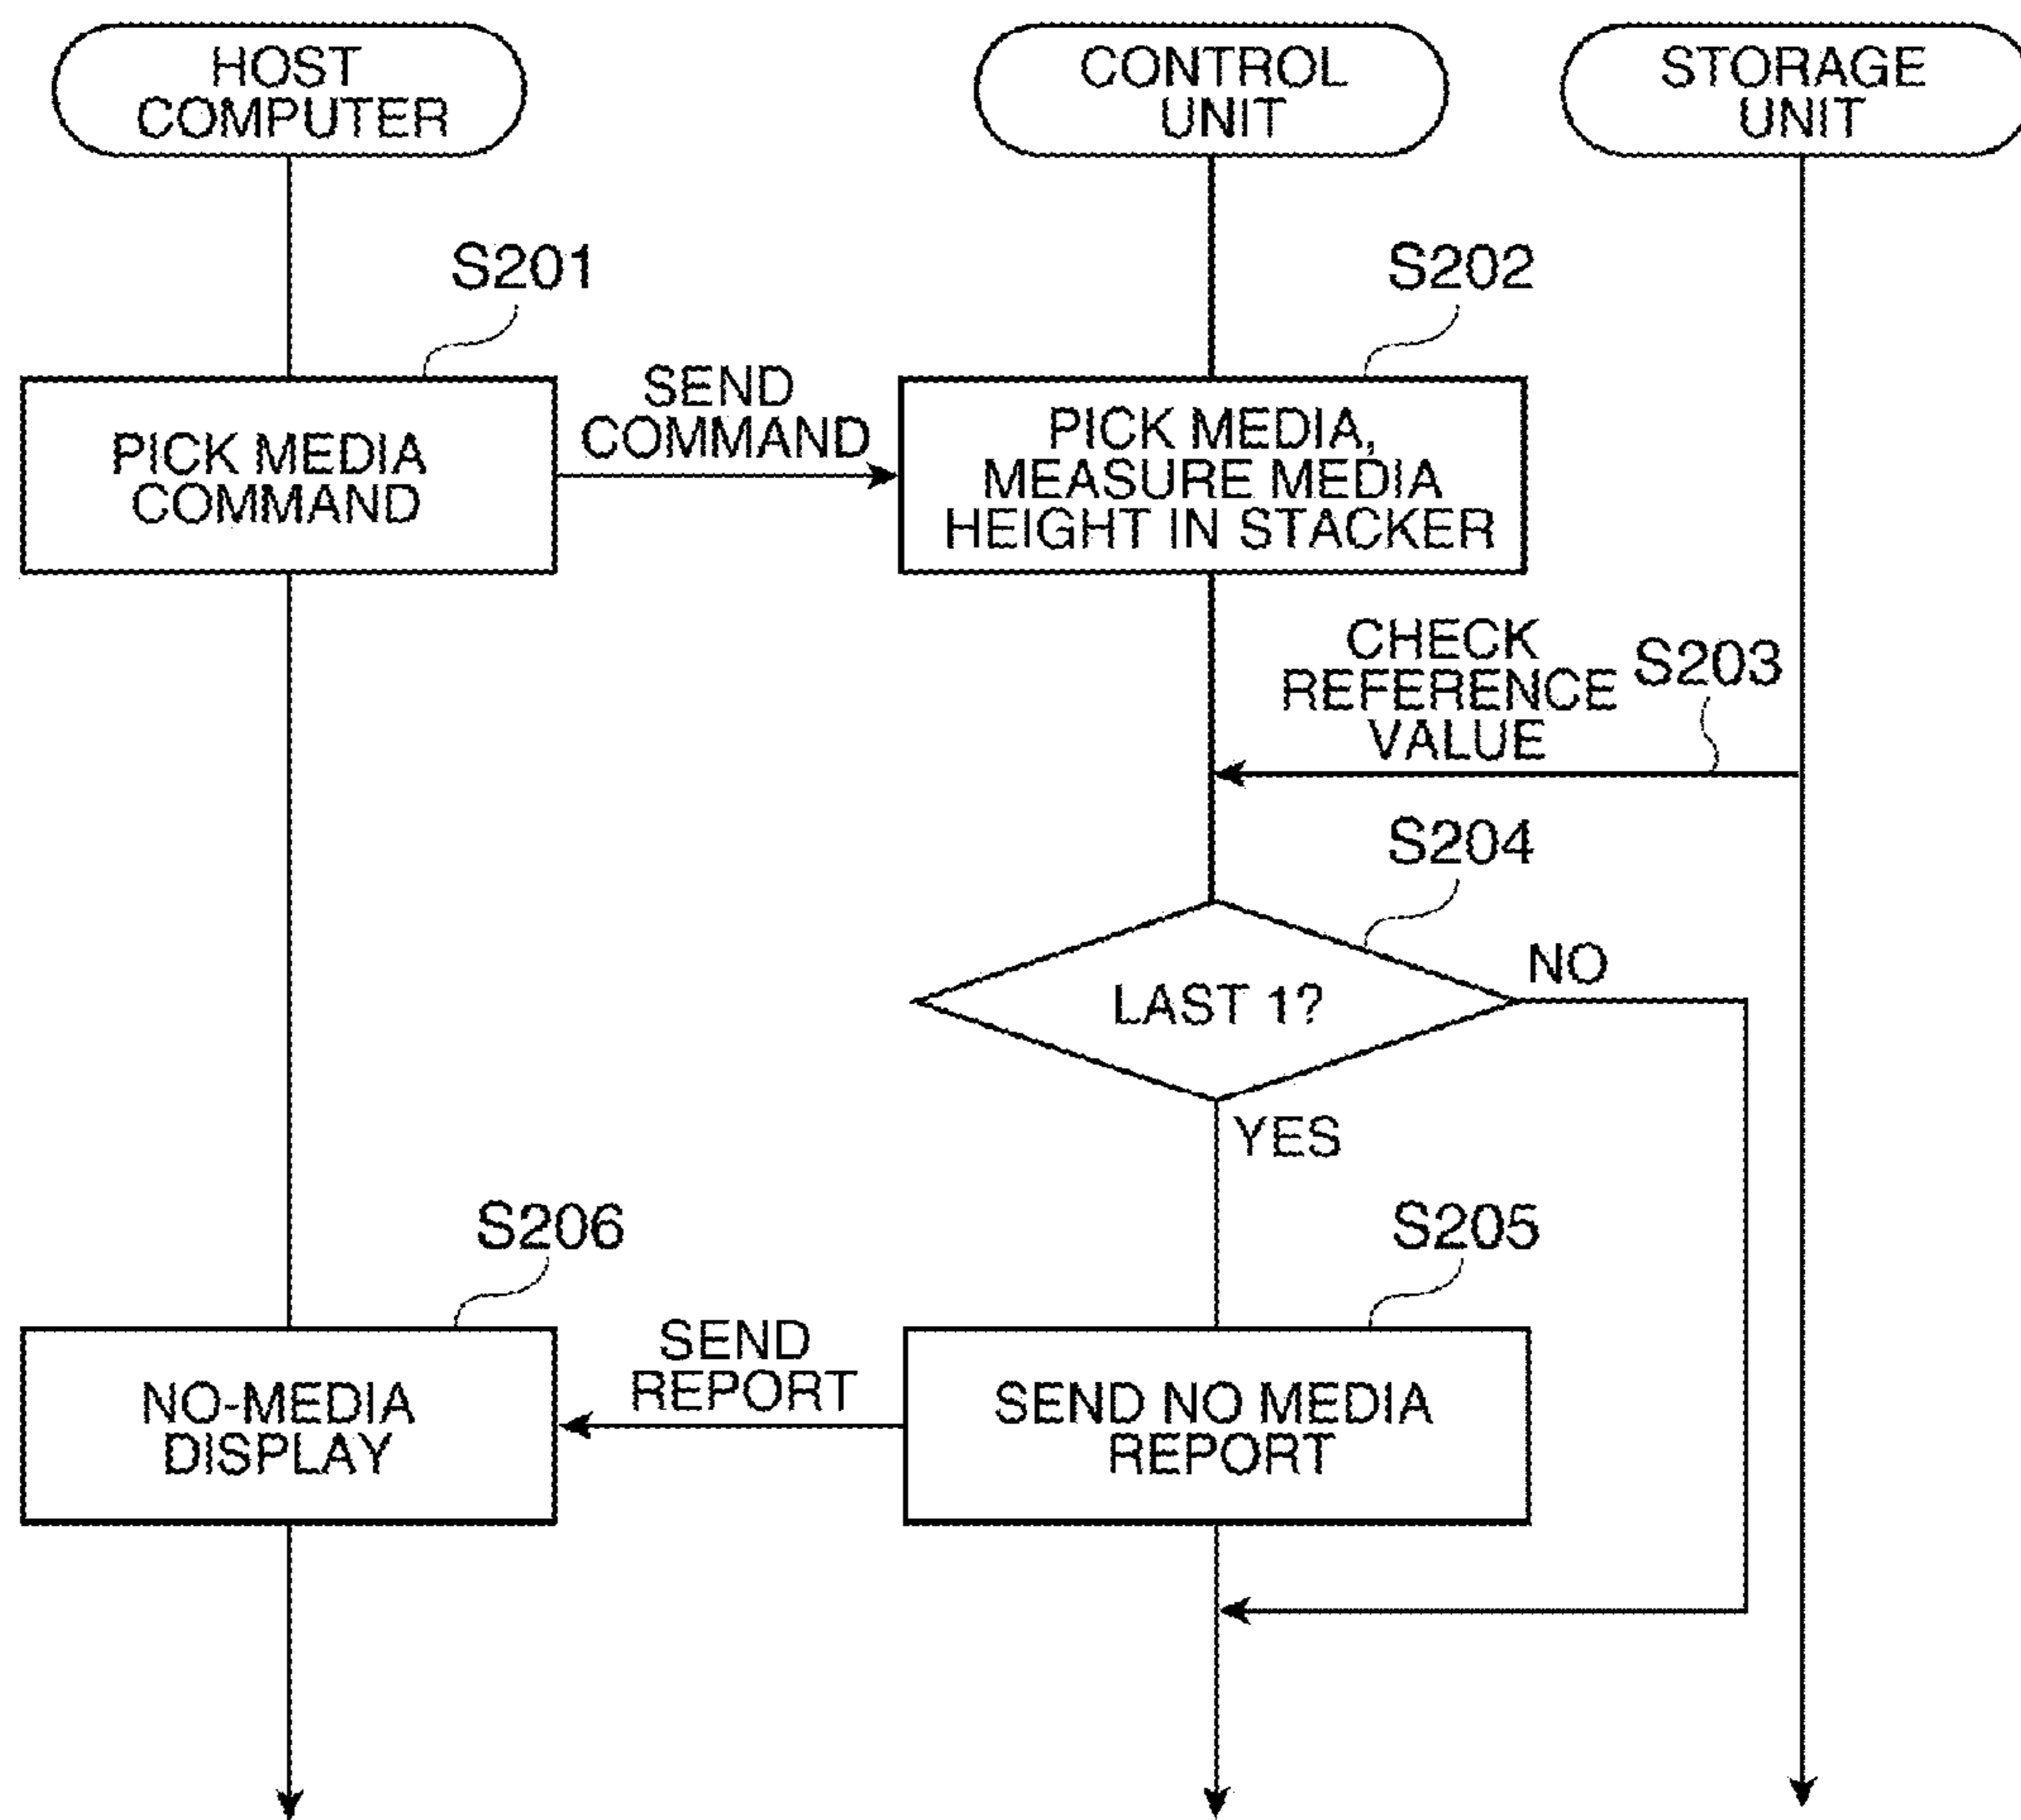 HOST
COMPUTER
CONTROL
UNIT
STORAGE
UNIT
S201
S202
PICK MEDIA
COMMAND
SEND
COMMAND
PICK MEDIA,
MEASURE MEDIA
HEIGHT IN STACKER
CHECK
REFERENCE
VALUE
S203
S204
LAST 1?
NO
YES
S206
S205
NO-MEDIA
DISPLAY
SEND
REPORT
SEND NO MEDIA
REPORT